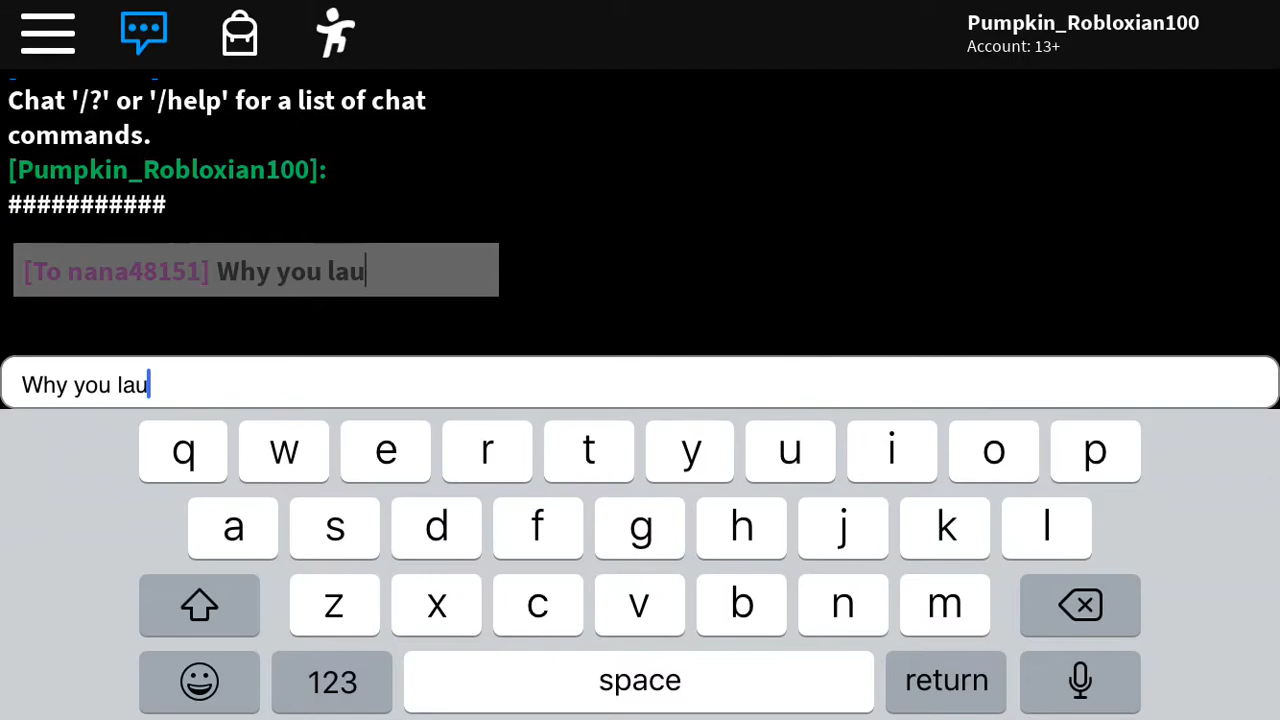 Pumpkin_Robloxian100
Account: 13+
Chat '/?' or '/help' for a list of chat
commands.
[Pumpkin_Robloxian100]:
###########
[To nana48151] Why you lau
Why you lau
q w e r t y u i o p
a s d f g h j k l
z x c v b n m
123 space return